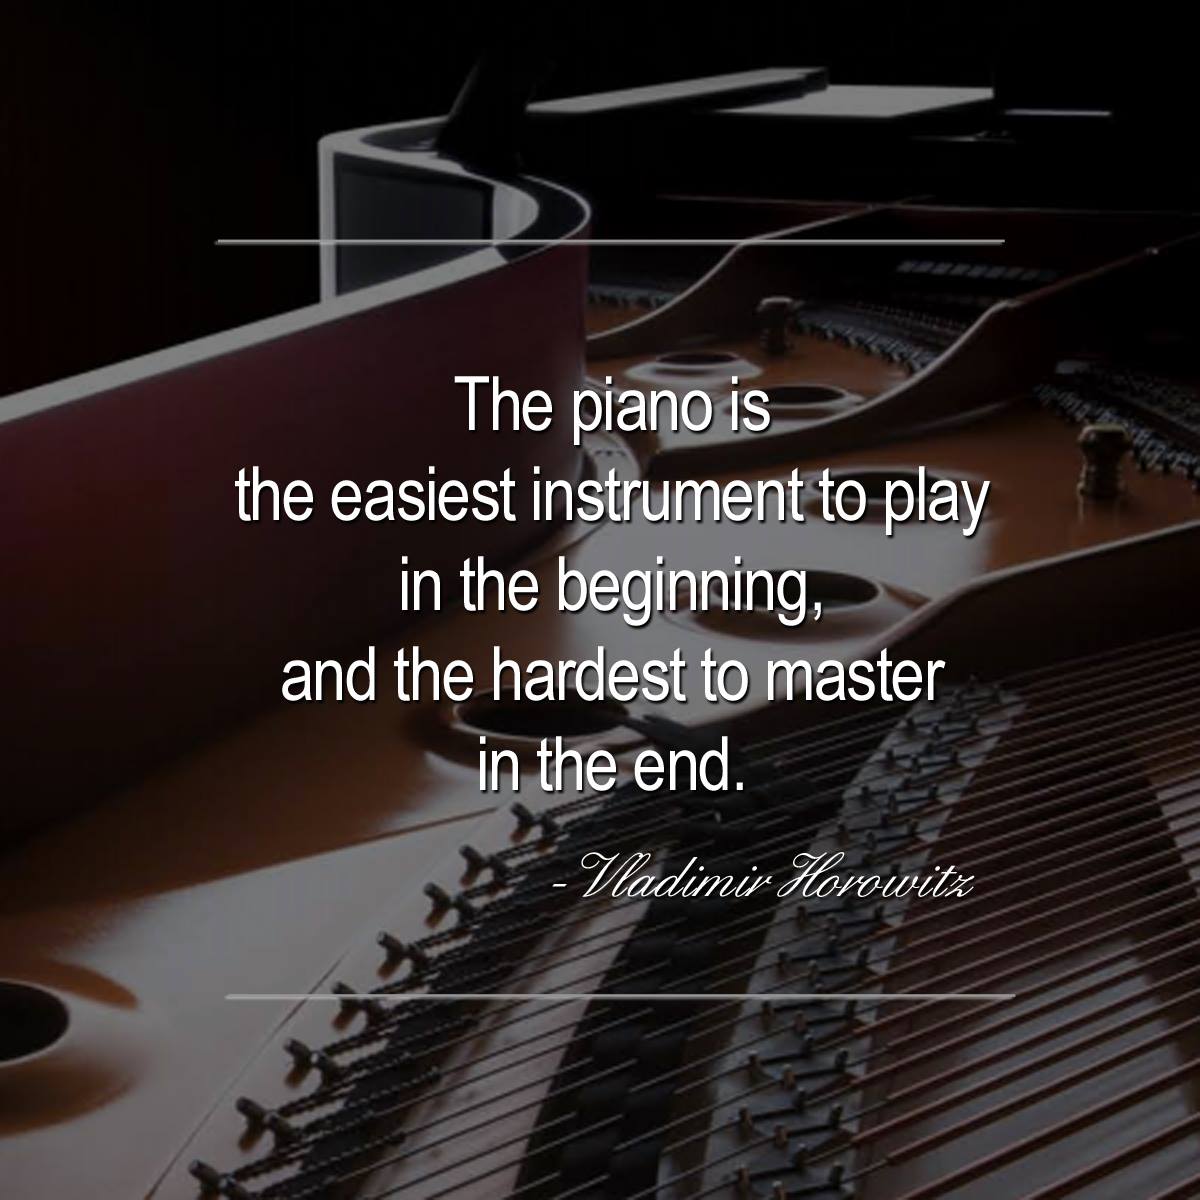 The piano is
the easiest instrument to play
in the beginning,
and the hardest to master
in the end.
- Vladimir Horowitz